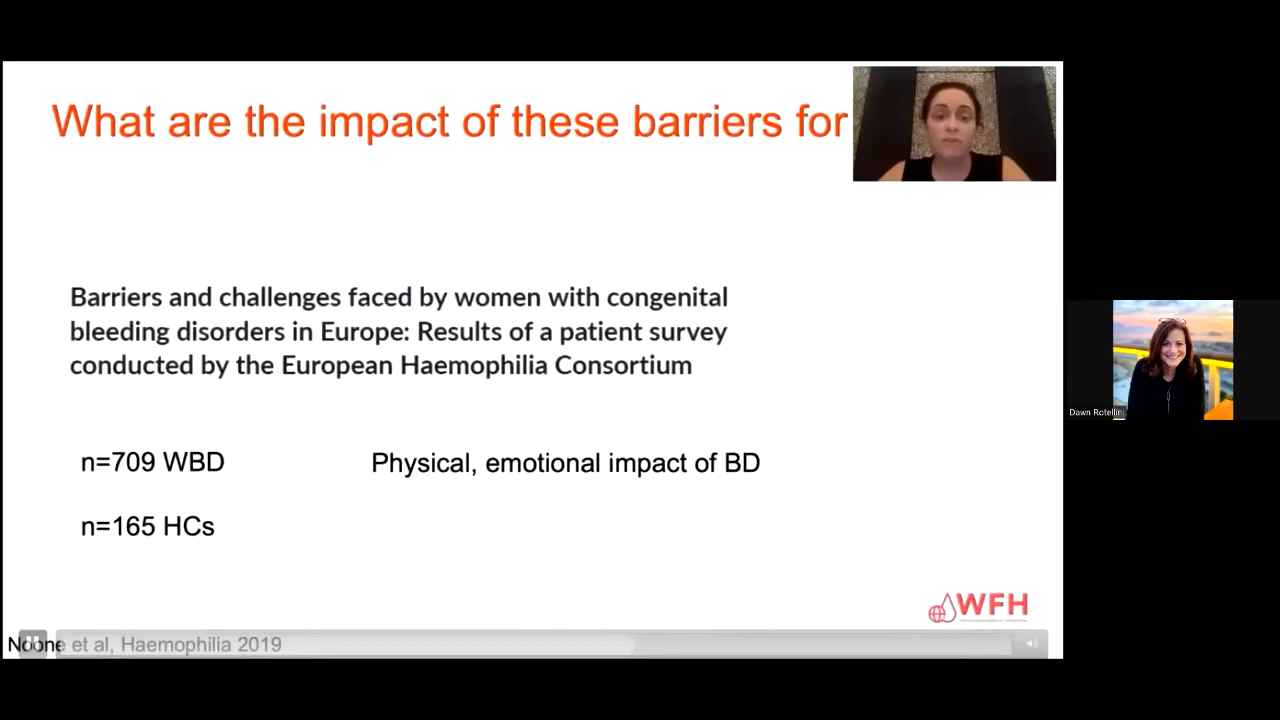 What are the impact of these barriers for
Barriers and challenges faced by women with congenital
bleeding disorders in Europe: Results of a patient survey
conducted by the European Haemophilia Consortium
n=709 WBD
Physical, emotional impact of BD
n=165 HCs
WFH
Noone et al, Haemophilia 2019
Dawn Rotellini